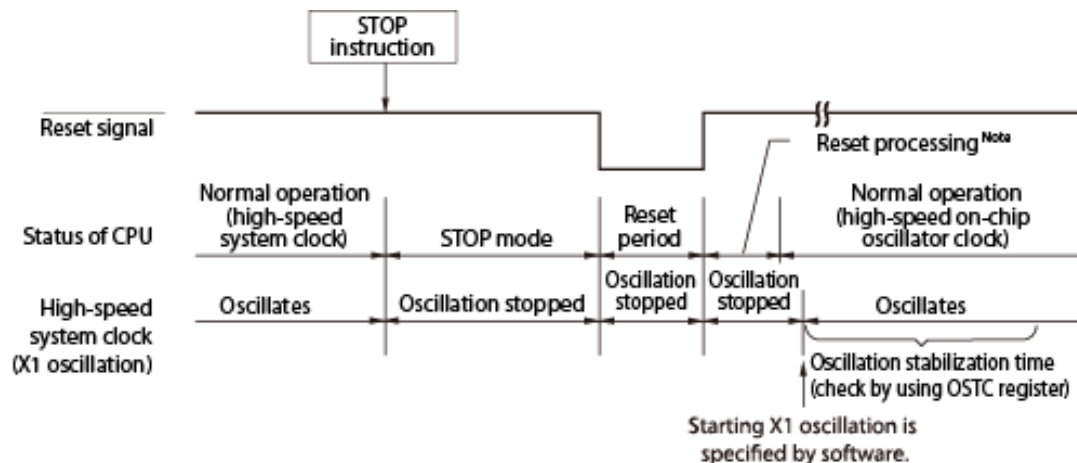 STOP
instruction
Reset signal
Reset processing Note
Status of CPU
Normal operation
(high-speed
system clock)
STOP mode
Reset
period
Normal operation
(high-speed on-chip
oscillator clock)
High-speed
system clock
(X1 oscillation)
Oscillates
Oscillation stopped
Oscillation
stopped
Oscillation
stopped
Oscillates
Oscillation stabilization time
(check by using OSTC register)
Starting X1 oscillation is
specified by software.